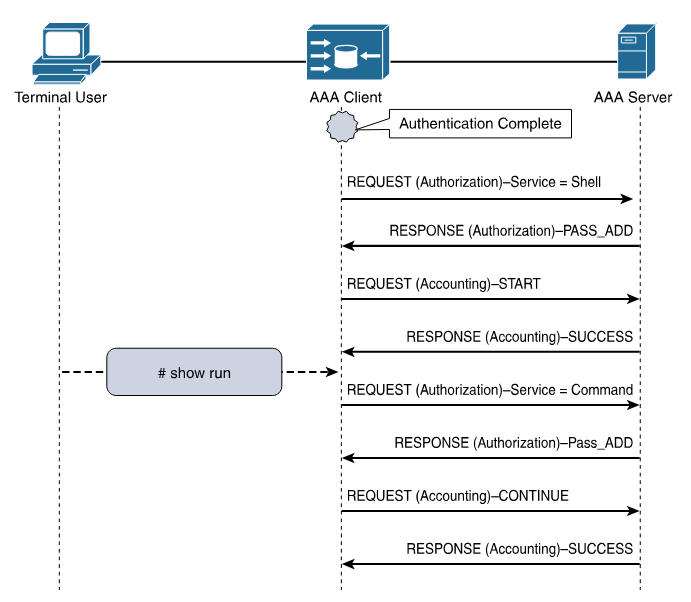 Terminal User
AAA Client
AAA Server
Authentication Complete
REQUEST (Authorization)–Service = Shell
RESPONSE (Authorization)–PASS_ADD
REQUEST (Accounting)–START
RESPONSE (Accounting)–SUCCESS
# show run
REQUEST (Authorization)–Service = Command
RESPONSE (Authorization)–Pass_ADD
REQUEST (Accounting)–CONTINUE
RESPONSE (Accounting)–SUCCESS